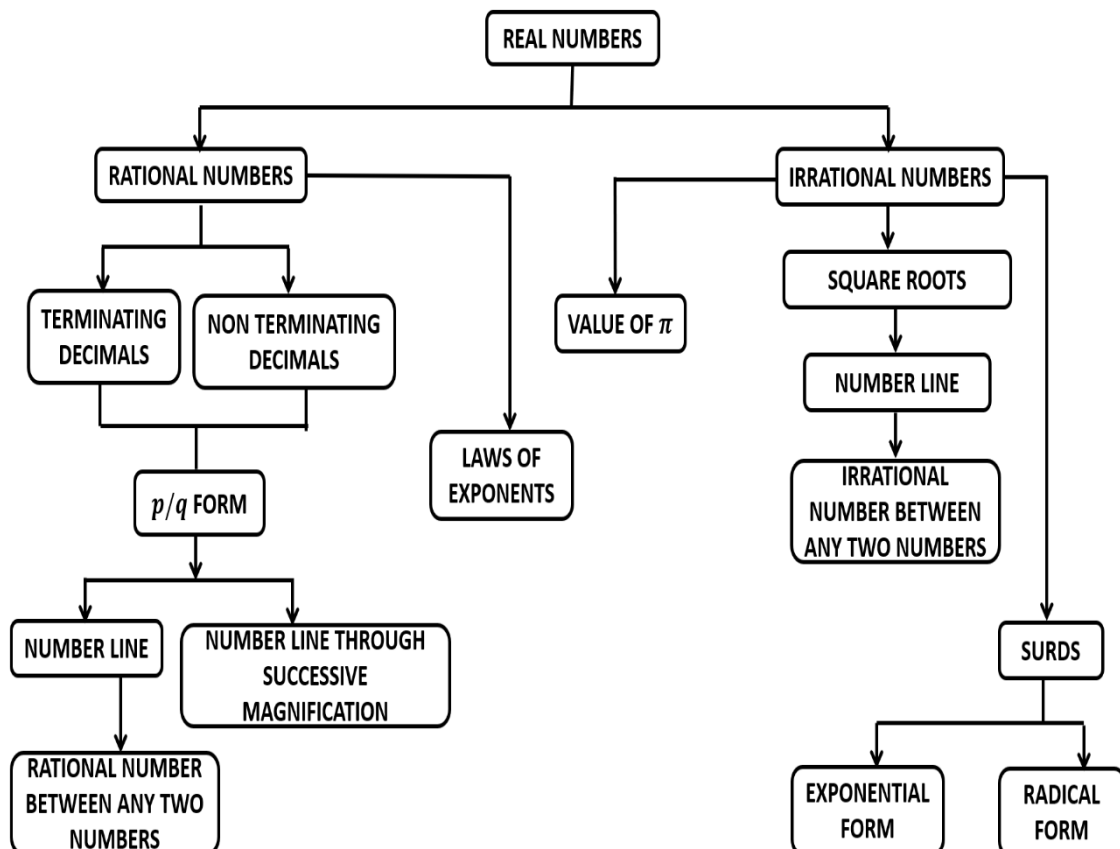 REAL NUMBERS
RATIONAL NUMBERS
IRRATIONAL NUMBERS
TERMINATING
DECIMALS
NON TERMINATING
DECIMALS
VALUE OF π
SQUARE ROOTS
NUMBER LINE
LAWS OF
EXPONENTS
IRRATIONAL
NUMBER BETWEEN
ANY TWO NUMBERS
p/q FORM
NUMBER LINE
NUMBER LINE THROUGH
SUCCESSIVE
MAGNIFICATION
SURDS
RATIONAL NUMBER
BETWEEN ANY TWO
NUMBERS
EXPONENTIAL
FORM
RADICAL
FORM